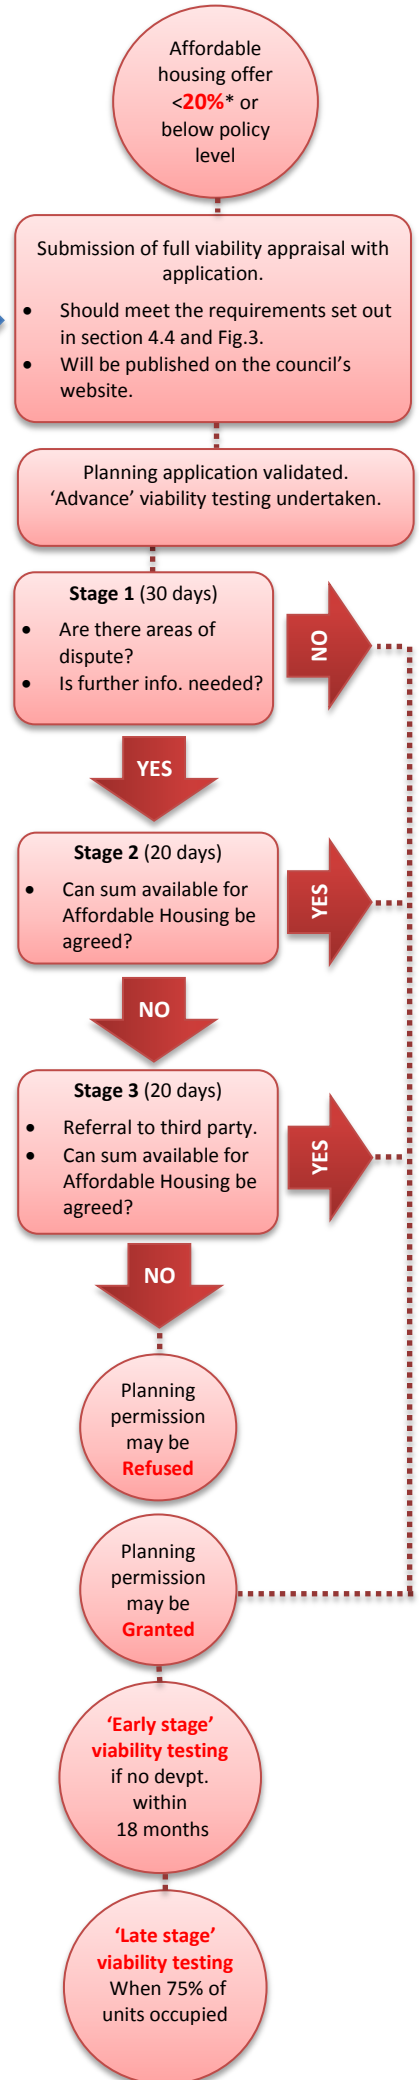 Affordable
housing offer
<20%* or
below policy
level
Submission of full viability appraisal with
application.
• Should meet the requirements set out
in section 4.4 and Fig.3.
• Will be published on the council's
website.
Planning application validated.
'Advance' viability testing undertaken.
Stage 1 (30 days)
• Are there areas of
dispute?
• Is further info. needed?
NO
YES
Stage 2 (20 days)
• Can sum available for
Affordable Housing be
agreed?
YES
NO
Stage 3 (20 days)
• Referral to third party.
• Can sum available for
Affordable Housing be
agreed?
YES
NO
Planning
permission
may be
Refused
Planning
permission
may be
Granted
'Early stage'
viability testing
if no devpt.
within
18 months
'Late stage'
viability testing
When 75% of
units occupied